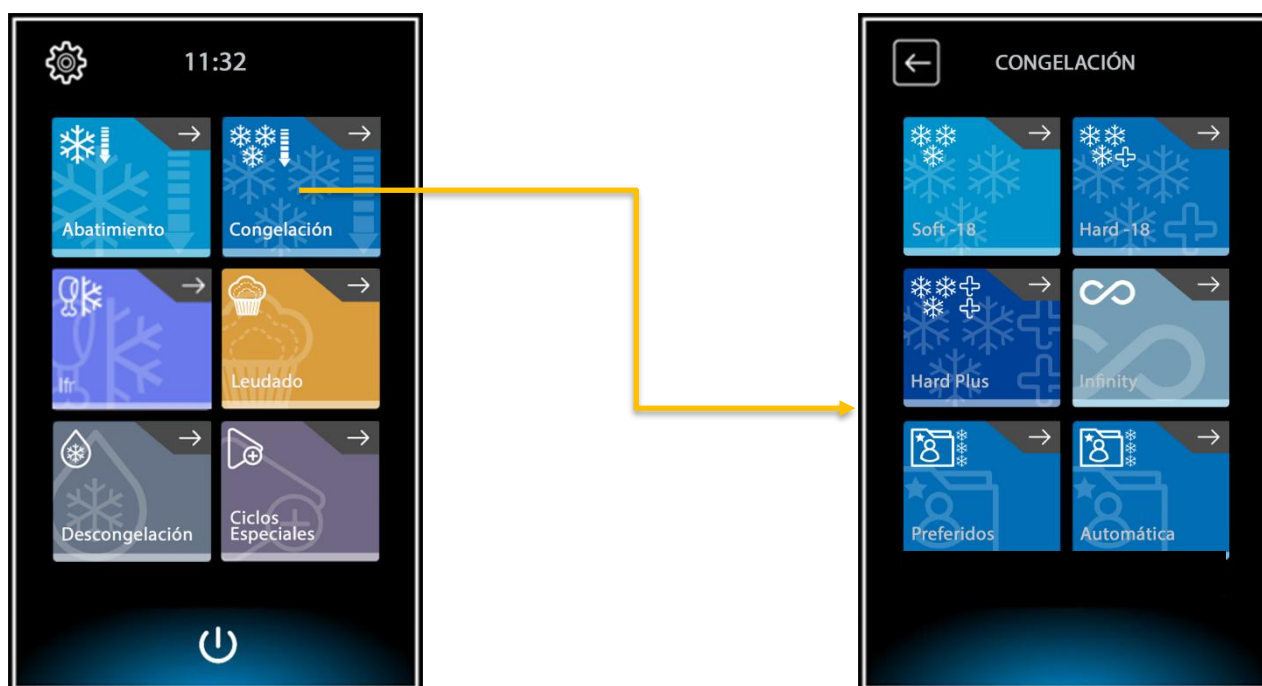 11:32
Abatimiento
Congelación
Ifr
Leudado
Descongelación
Ciclos
Especiales
CONGELACIÓN
Soft -18
Hard -18
Hard Plus
Infinity
Preferidos
Automática